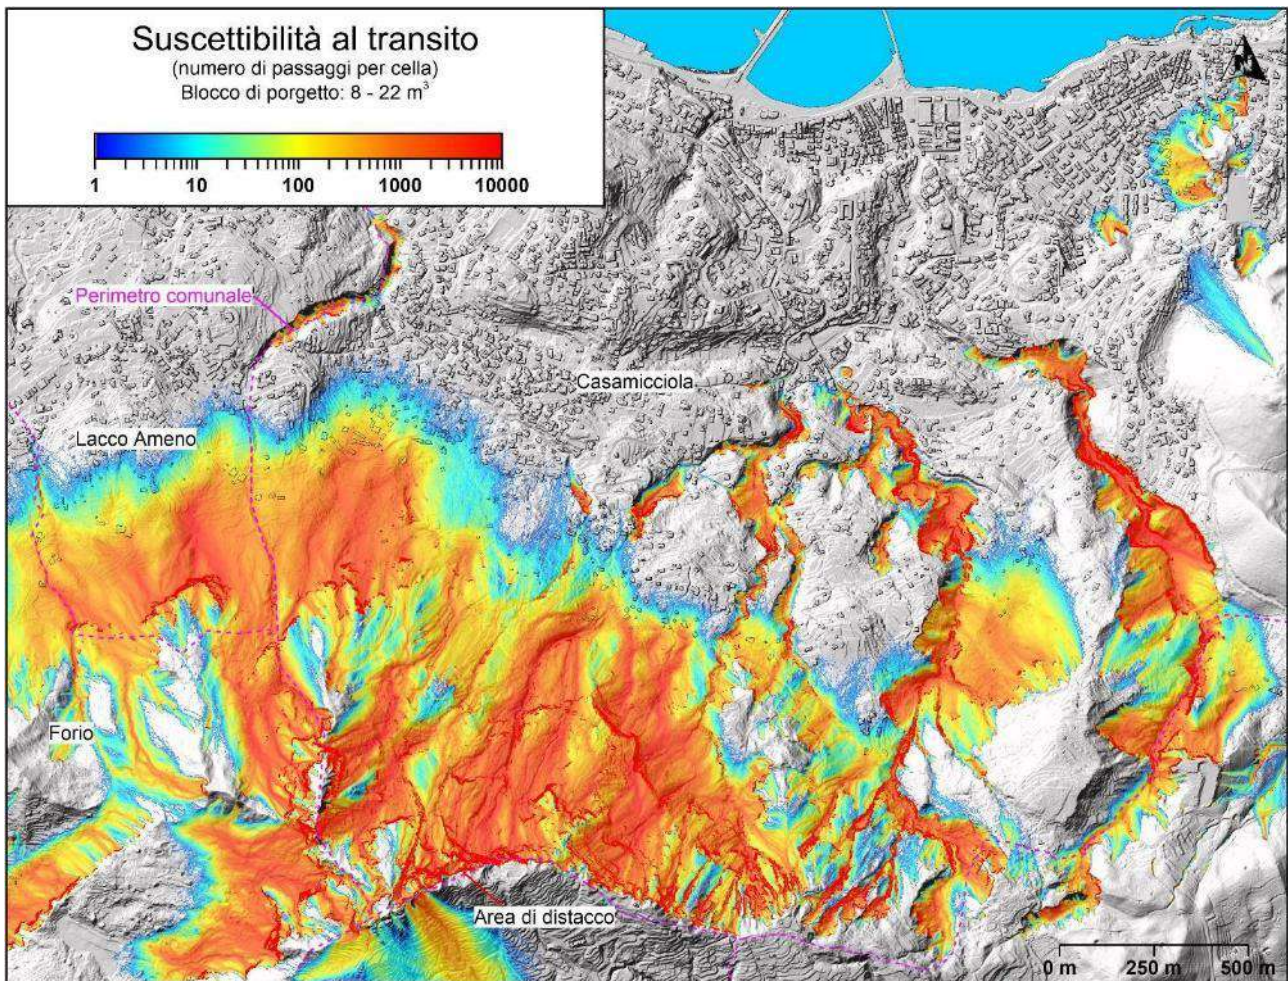 Suscettibilità al transito
(numero di passaggi per cella)
Blocco di porgetto: 8 - 22 m³
1 10 100 1000 10000
N
Perimetro comunale
Casamicciola
Lacco Ameno
Forio
Area di distacco
0 m 250 m 500 m